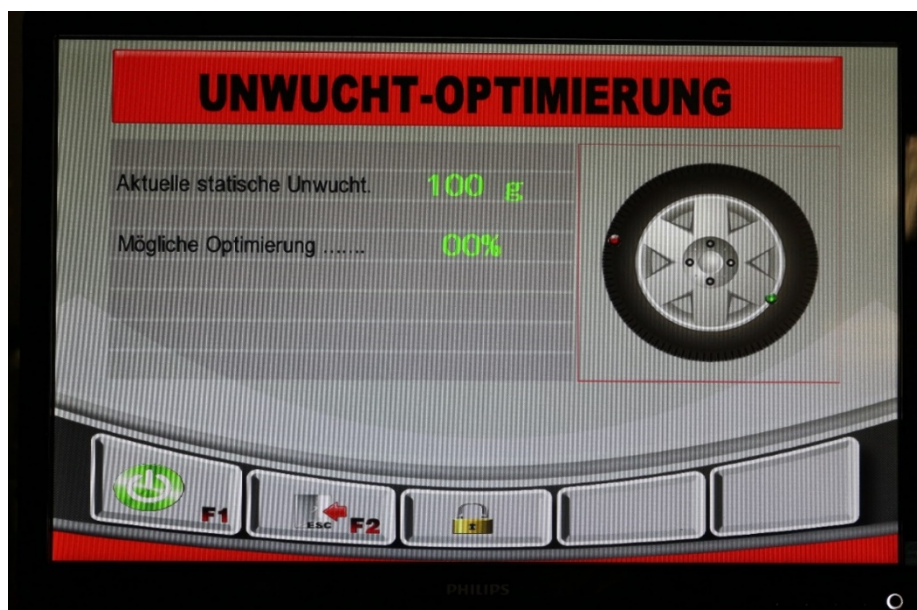 UNWUCHT-OPTIMIERUNG
Aktuelle statische Unwucht. 100 g
Mögliche Optimierung ....... 00%
F1
ESC F2
PHILIPS